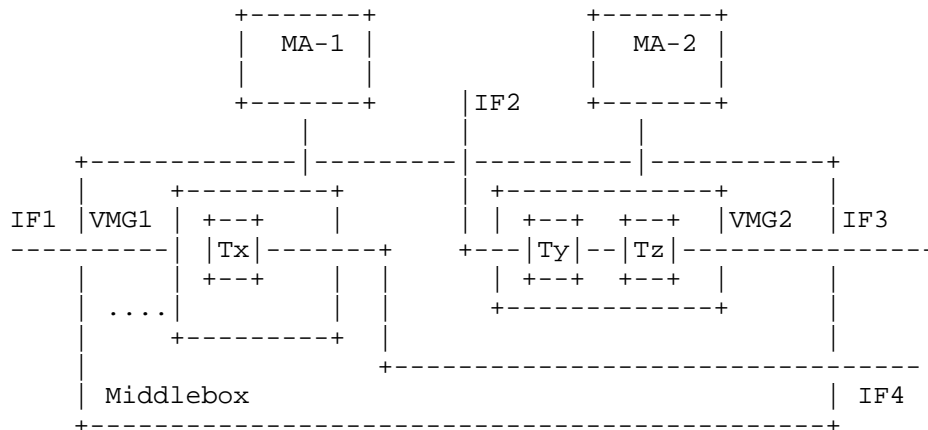 MA-1 MA-2
IF2
IF1 VMG1 VMG2 IF3
Tx Ty Tz
....
Middlebox IF4